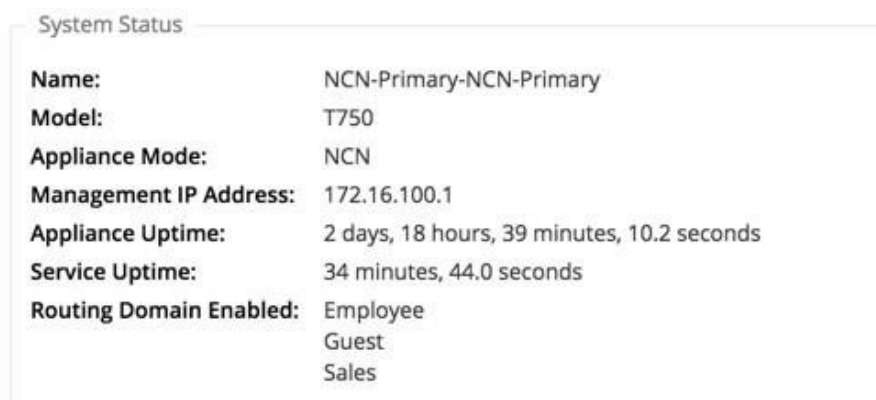 System Status
Name: NCN-Primary-NCN-Primary
Model: T750
Appliance Mode: NCN
Management IP Address: 172.16.100.1
Appliance Uptime: 2 days, 18 hours, 39 minutes, 10.2 seconds
Service Uptime: 34 minutes, 44.0 seconds
Routing Domain Enabled: Employee
Guest
Sales